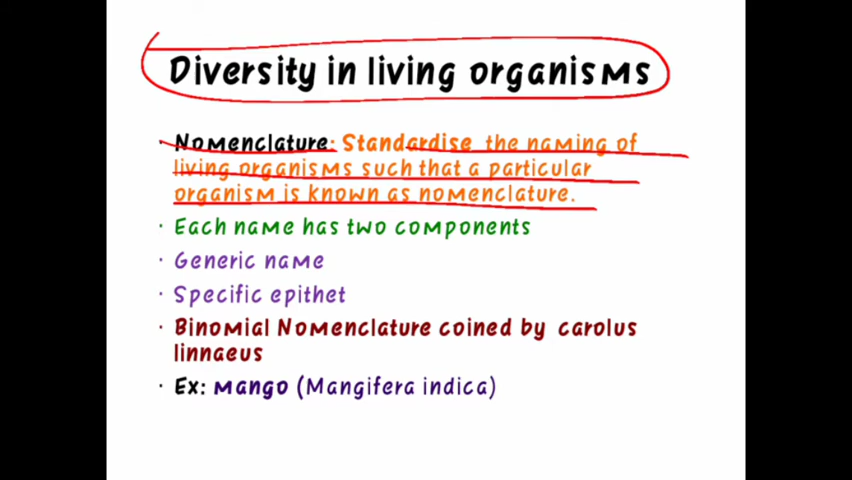 Diversity in living organisms
· Nomenclature: Standardise the naming of
living organisms such that a particular
organism is known as nomenclature.
· Each name has two components
· Generic name
· Specific epithet
· Binomial Nomenclature coined by carolus
linnaeus
· Ex: mango (Mangifera indica)